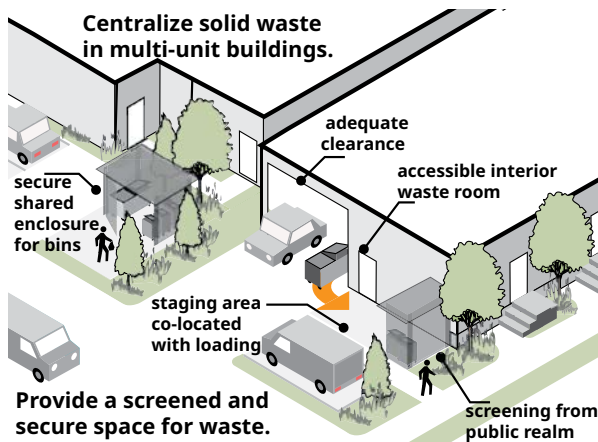 Centralize solid waste
in multi-unit buildings.
adequate
clearance
accessible interior
waste room
secure
shared
enclosure
for bins
staging area
co-located
with loading
Provide a screened and
secure space for waste.
screening from
public realm